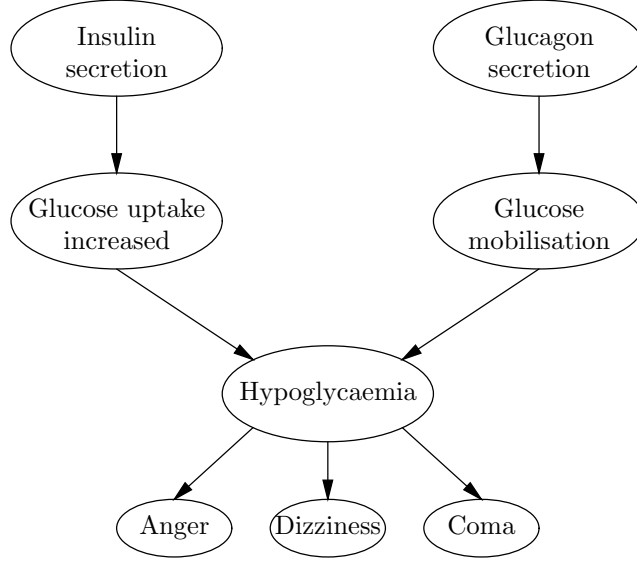 Insulin
secretion
Glucagon
secretion
Glucose uptake
increased
Glucose
mobilisation
Hypoglycaemia
Anger
Dizziness
Coma